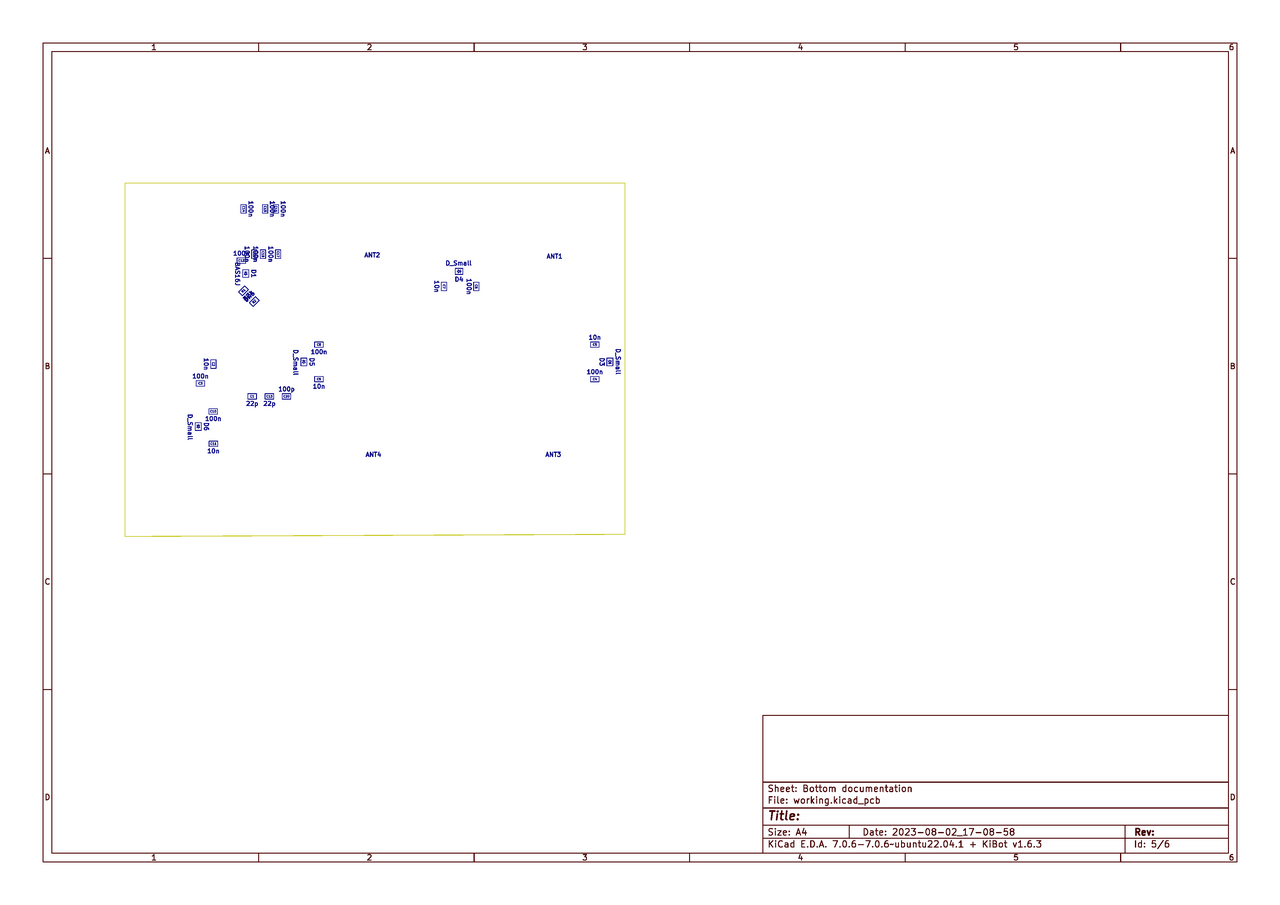 1 2 3 4 5 6
A A
100n 100n 100n
100n 100n 100n
BAS16J D1
ANT2
ANT1
D_Small
D4
10n 100n
B B
10n
100n
D_Small D5
100n
10n
10n
D3 D_Small
100n
100p
22p 22p
D_Small D6
100n
10n
ANT4
ANT3
C C
D D
Sheet: Bottom documentation
File: working.kicad_pcb
Title:
Size: A4 Date: 2023-08-02_17-08-58 Rev:
KiCad E.D.A. 7.0.6-7.0.6~ubuntu22.04.1 + KiBot v1.6.3 Id: 5/6
1 2 3 4 5 6